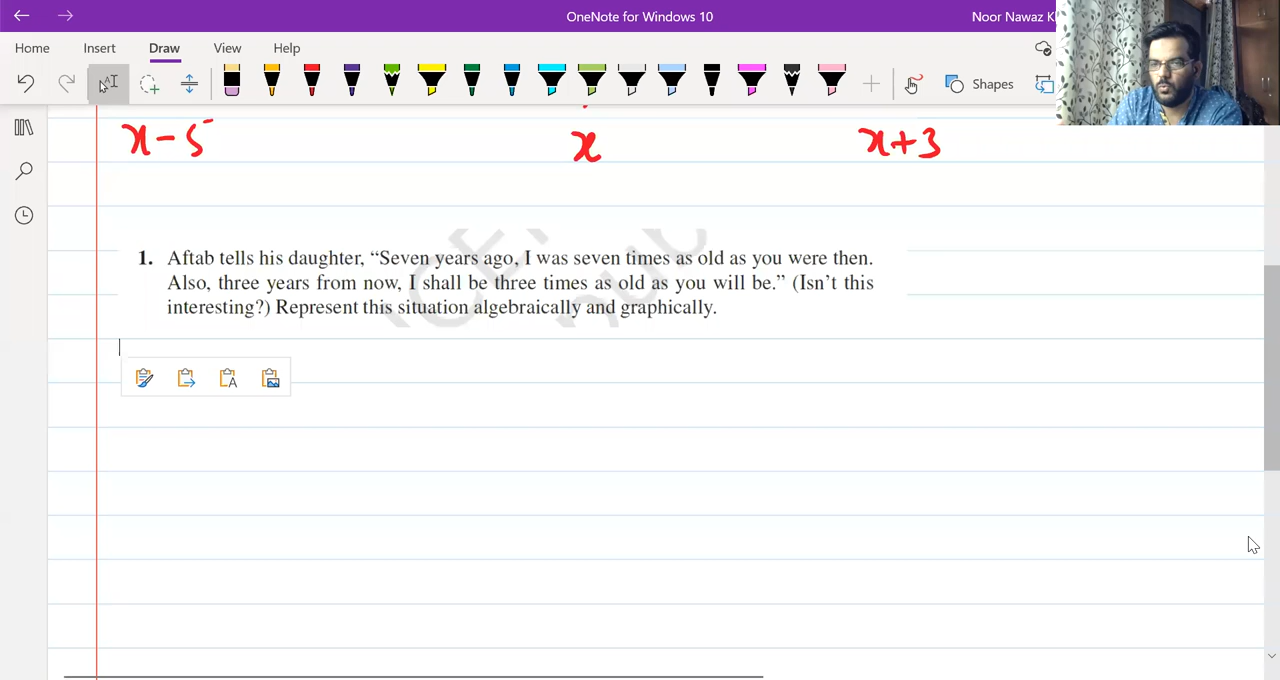 OneNote for Windows 10
Noor Nawaz K
Home Insert Draw View Help
Shapes
x-5 x x+3
1. Aftab tells his daughter, “Seven years ago, I was seven times as old as you were then.
Also, three years from now, I shall be three times as old as you will be.” (Isn’t this
interesting?) Represent this situation algebraically and graphically.